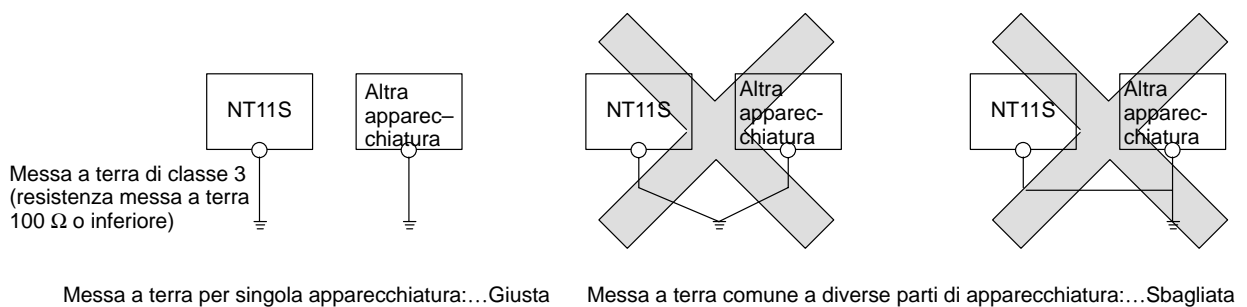 NT11S
Altra
apparec–
chiatura
NT11S
Altra
apparec-
chiatura
NT11S
Altra
apparec-
chiatura
Messa a terra di classe 3
(resistenza messa a terra
100 Ω o inferiore)
Messa a terra per singola apparecchiatura:…Giusta
Messa a terra comune a diverse parti di apparecchiatura:…Sbagliata